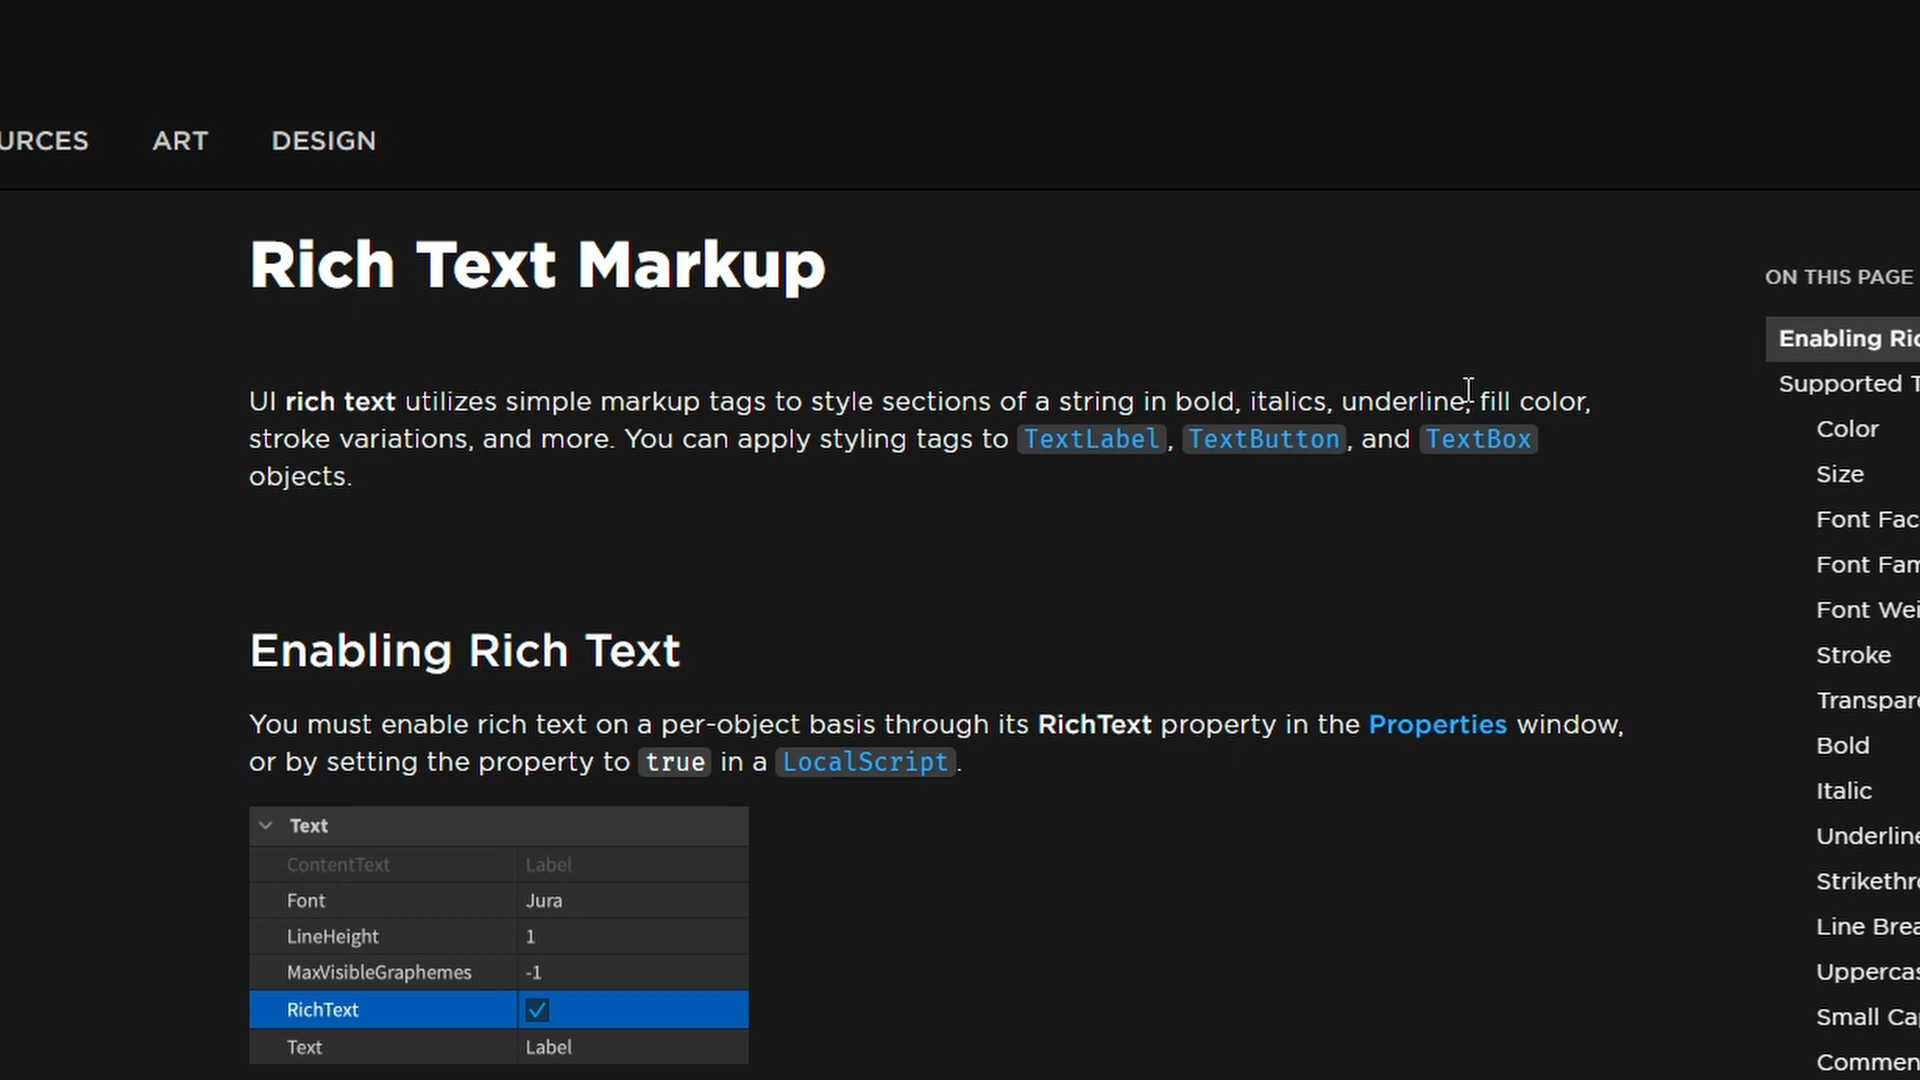 URCES ART DESIGN
Rich Text Markup
UI rich text utilizes simple markup tags to style sections of a string in bold, italics, underline, fill color,
stroke variations, and more. You can apply styling tags to TextLabel, TextButton, and TextBox
objects.
Enabling Rich Text
You must enable rich text on a per-object basis through its RichText property in the Properties window,
or by setting the property to true in a LocalScript.
Text
ContentText Label
Font Jura
LineHeight 1
MaxVisibleGraphemes -1
RichText
Text Label
ON THIS PAGE
Enabling Ric
Supported T
Color
Size
Font Fac
Font Fam
Font Wei
Stroke
Transpare
Bold
Italic
Underline
Strikethro
Line Brea
Uppercas
Small Cap
Commen